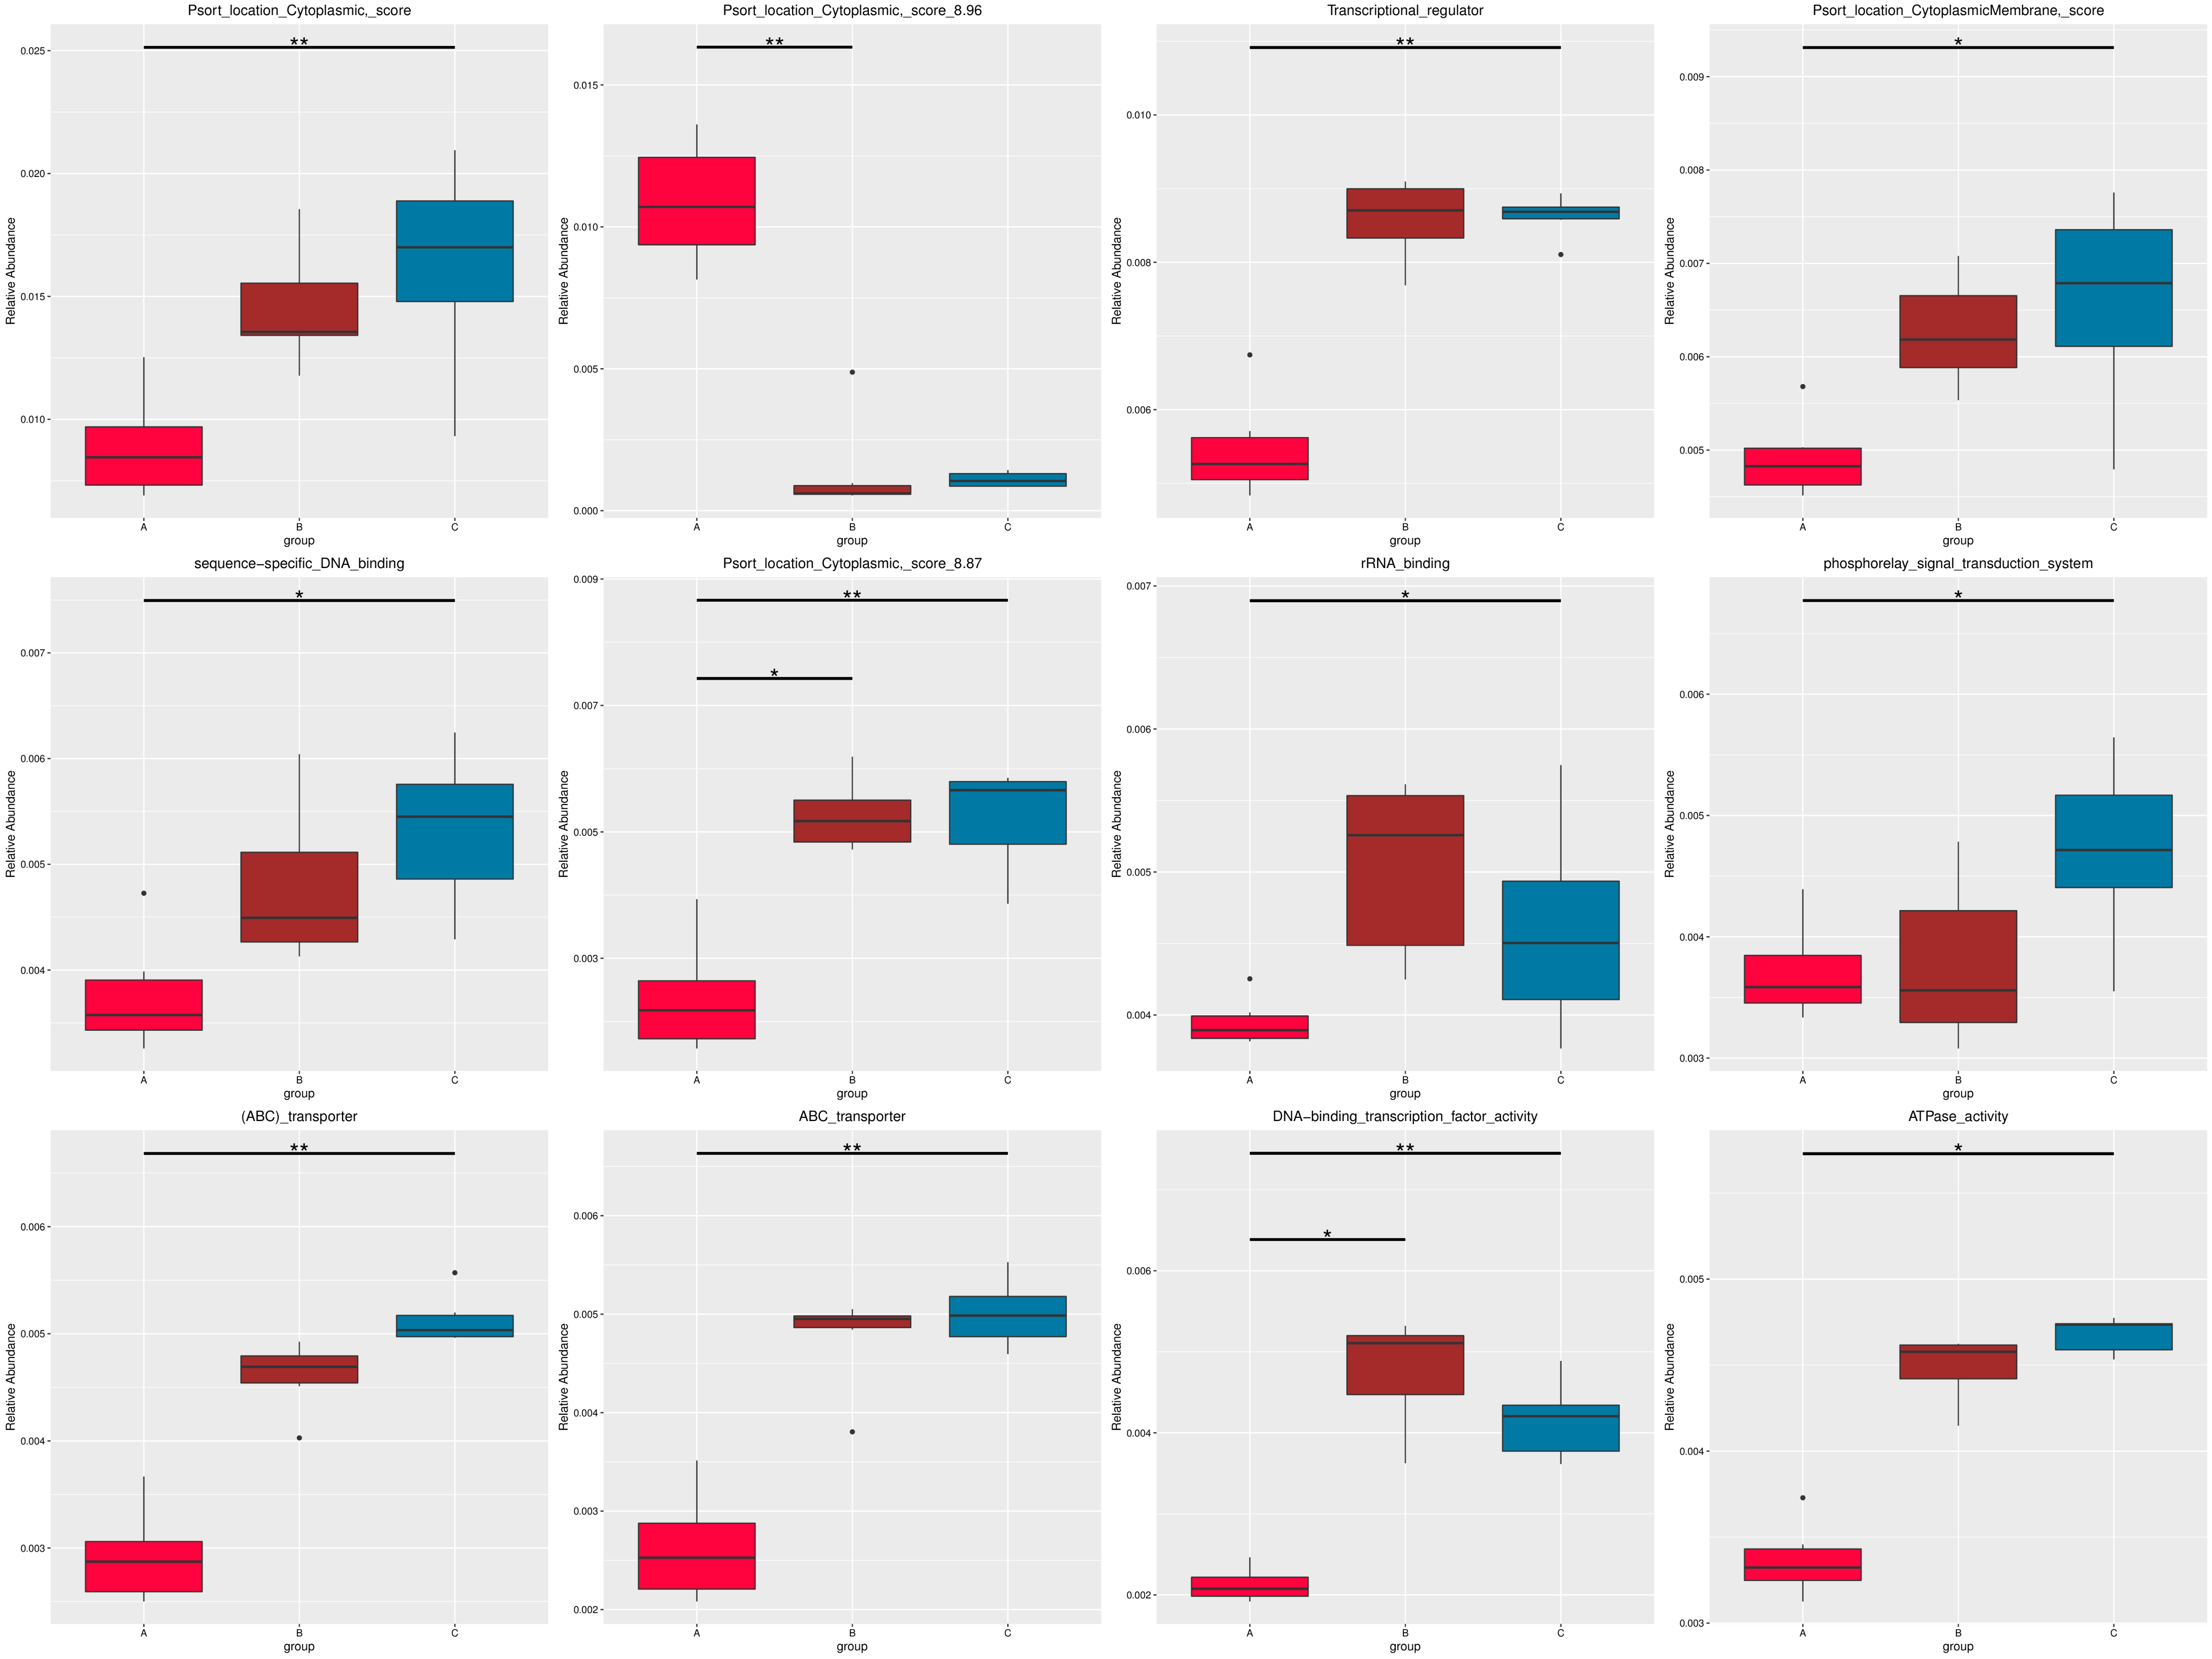 Psort_location_Cytoplasmic,_score
**
0.025
0.020
0.015
0.010
Relative Abundance
A B C
group
Psort_location_Cytoplasmic,_score_8.96
**
0.015
0.010
0.005
0.000
Relative Abundance
A B C
group
Transcriptional_regulator
**
0.010
0.008
0.006
Relative Abundance
A B C
group
Psort_location_CytoplasmicMembrane,_score
*
0.009
0.008
0.007
0.006
0.005
Relative Abundance
A B C
group
sequence−specific_DNA_binding
*
0.007
0.006
0.005
0.004
Relative Abundance
A B C
group
Psort_location_Cytoplasmic,_score_8.87
**
*
0.009
0.007
0.005
0.003
Relative Abundance
A B C
group
rRNA_binding
*
0.007
0.006
0.005
0.004
Relative Abundance
A B C
group
phosphorelay_signal_transduction_system
*
0.006
0.005
0.004
0.003
Relative Abundance
A B C
group
(ABC)_transporter
**
0.006
0.005
0.004
0.003
Relative Abundance
A B C
group
ABC_transporter
**
0.006
0.005
0.004
0.003
0.002
Relative Abundance
A B C
group
DNA−binding_transcription_factor_activity
**
*
0.006
0.004
0.002
Relative Abundance
A B C
group
ATPase_activity
*
0.005
0.004
0.003
Relative Abundance
A B C
group